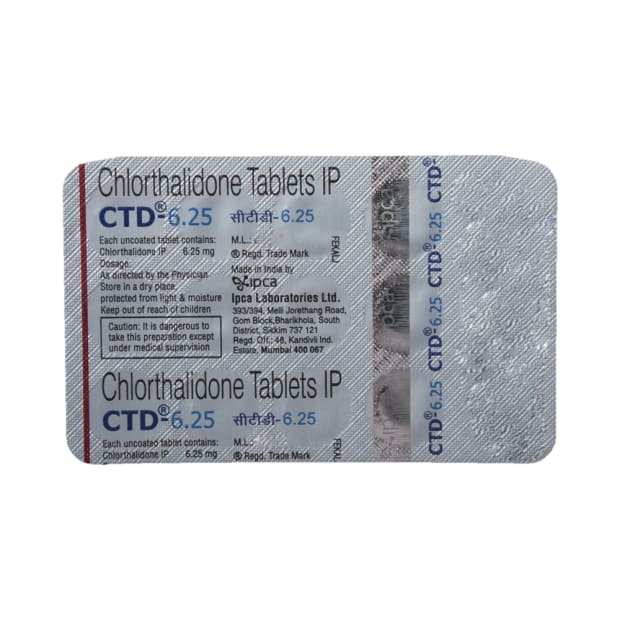 Chlorthalidone Tablets IP
CTD®-6.25 सीटीडी-6.25
Each uncoated tablet contains:
Chlorthalidone IP 6.25 mg
Dosage:
As directed by the Physician
Store in a dry place,
protected from light & moisture
Keep out of reach of children
Caution: It is dangerous to
take this preparation except
under medical supervision
M.L.:
® Regd. Trade Mark
Made in India by
ipca
Ipca Laboratories Ltd.
393/394, Melli Jorethang Road,
Gom Block,Bharikhola, South
District, Sikkim 737 121
Regd. Off.: 48, Kandivli Ind.
Estate, Mumbai 400 067
FEKALI
Chlorthalidone Tablets IP
CTD®-6.25 सीटीडी-6.25
Each uncoated tablet contains:
Chlorthalidone IP 6.25 mg
M.L.:
® Regd. Trade Mark
FEKALI
ipca
ipca
CTD®-6.25 CTD®-6.25 CTD®-6.25 CTD®